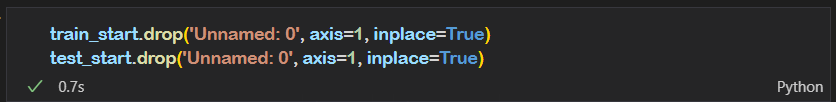 train_start.drop('Unnamed: 0', axis=1, inplace=True)
test_start.drop('Unnamed: 0', axis=1, inplace=True)
0.7s
Python